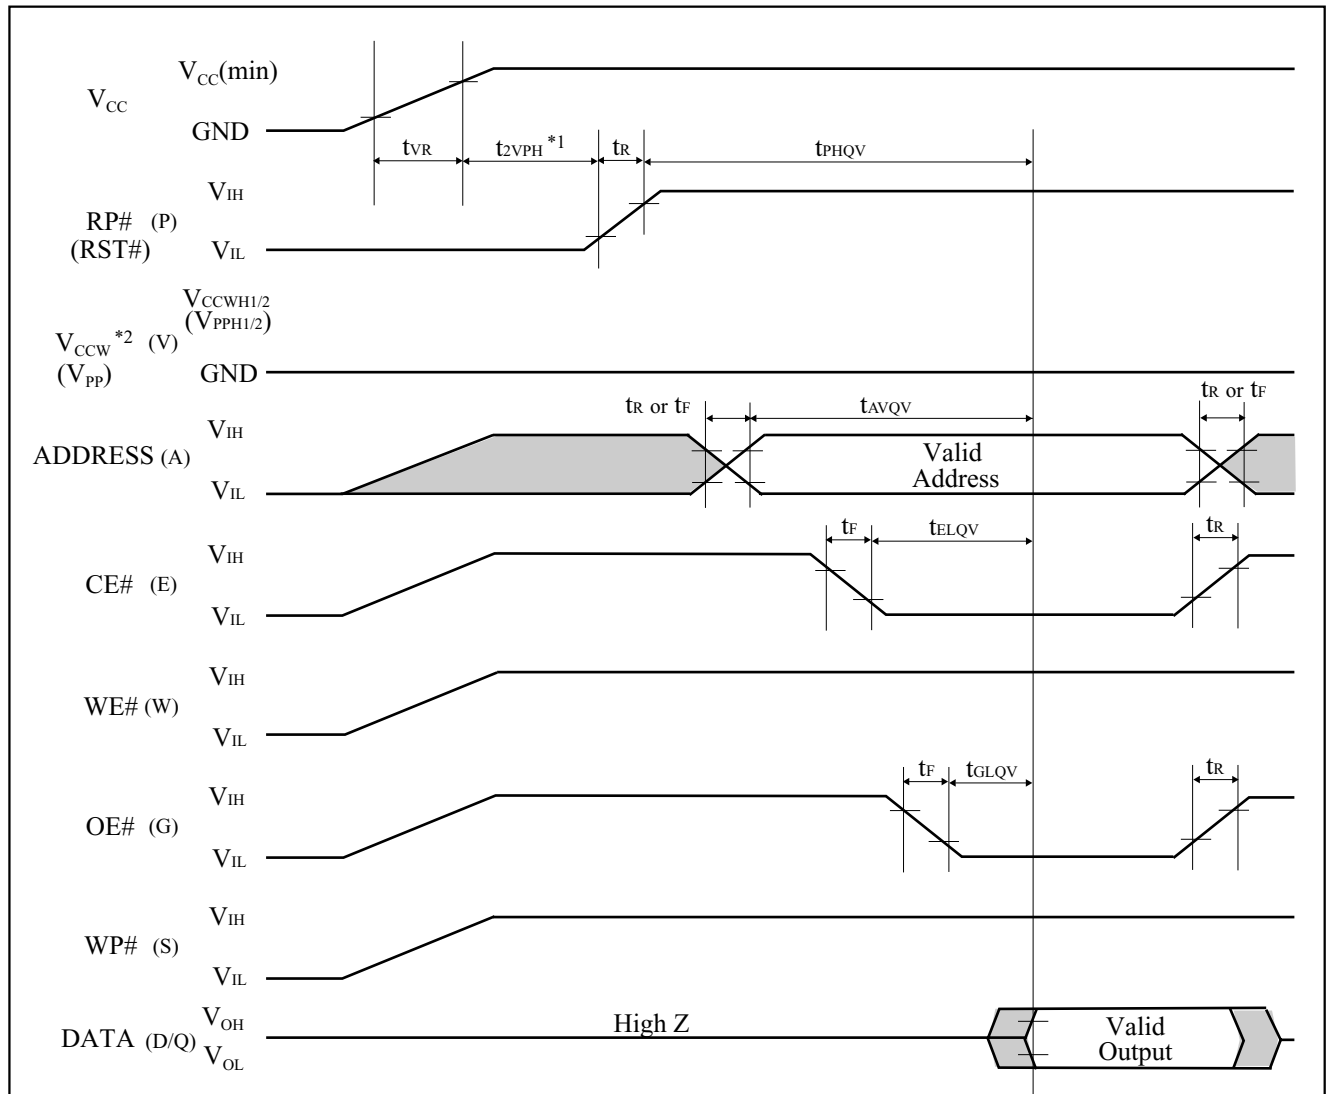 VCC(min)
VCC
GND
tVR
t2VPH *1
tR
tPHQV
VIH
RP# (P)
(RST#)
VIL
VCCWH1/2
(VPPH1/2)
VCCW *2 (V)
(VPP)
GND
tR or tF
tAVQV
tR or tF
VIH
ADDRESS (A)
Valid
Address
VIL
tF
tELQV
tR
VIH
CE# (E)
VIL
VIH
WE# (W)
VIL
tF
tGLQV
tR
VIH
OE# (G)
VIL
VIH
WP# (S)
VIL
VOH
High Z
DATA (D/Q)
Valid
Output
VOL